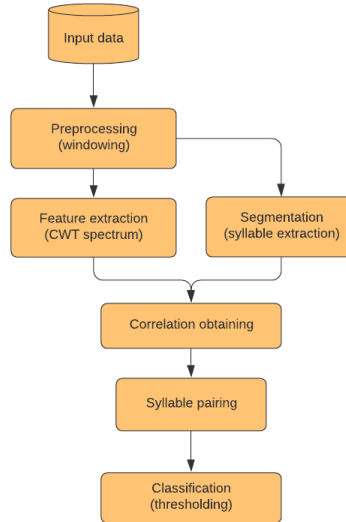 Input data
Preprocessing
(windowing)
Feature extraction
(CWT spectrum)
Segmentation
(syllable extraction)
Correlation obtaining
Syllable pairing
Classification
(thresholding)